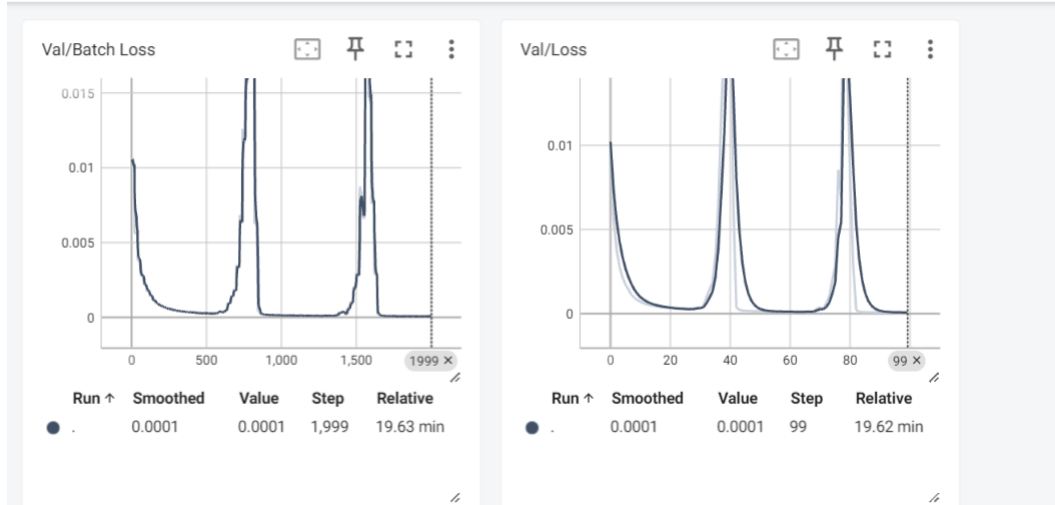 Val/Batch Loss
0.015
0.01
0.005
0
0 500 1,000 1,500 1999 ×
Run ↑ Smoothed Value Step Relative
. 0.0001 0.0001 1,999 19.63 min
Val/Loss
0.01
0.005
0
0 20 40 60 80 99 ×
Run ↑ Smoothed Value Step Relative
. 0.0001 0.0001 99 19.62 min